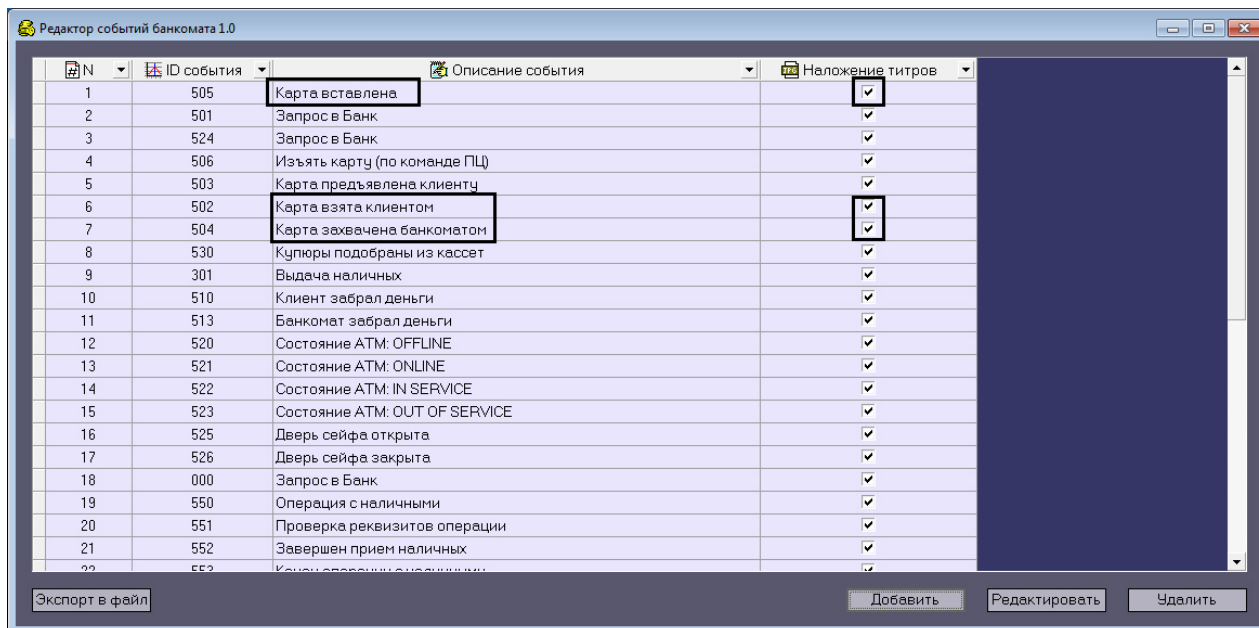 Редактор событий банкомата 1.0
N ID события Описание события Наложение титров
1 505 Карта вставлена
2 501 Запрос в Банк
3 524 Запрос в Банк
4 506 Изъять карту (по команде ПЦ)
5 503 Карта предъявлена клиенту
6 502 Карта взята клиентом
7 504 Карта захвачена банкоматом
8 530 Купюры подобраны из кассет
9 301 Выдача наличных
10 510 Клиент забрал деньги
11 513 Банкомат забрал деньги
12 520 Состояние ATM: OFFLINE
13 521 Состояние ATM: ONLINE
14 522 Состояние ATM: IN SERVICE
15 523 Состояние ATM: OUT OF SERVICE
16 525 Дверь сейфа открыта
17 526 Дверь сейфа закрыта
18 000 Запрос в Банк
19 550 Операция с наличными
20 551 Проверка реквизитов операции
21 552 Завершен прием наличных
22 553
Экспорт в файл Добавить Редактировать Удалить